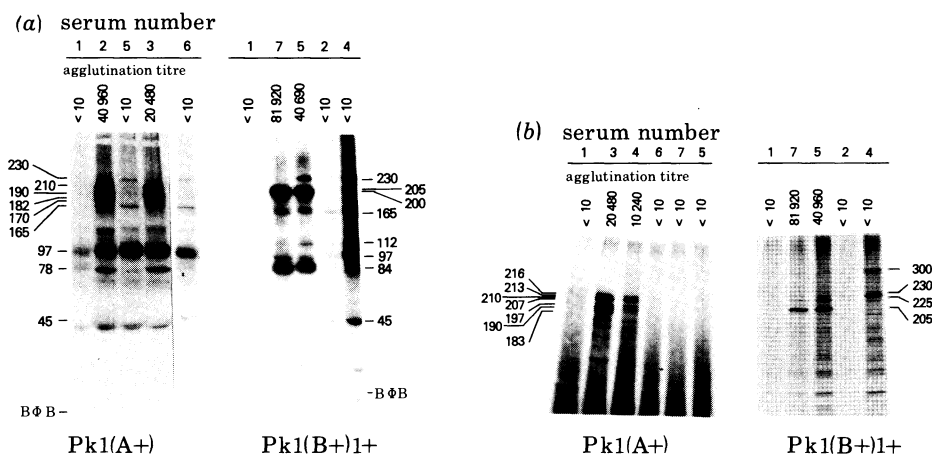 (a) serum number
1 2 5 3 6
agglutination titre
< 10 40 960 < 10 20 480 < 10
230
210
190
182
170
165
97
78
45
BΦB
Pk1(A+)
1 7 5 2 4
< 10 81 920 40 690 < 10 < 10
230
205
200
165
112
97
84
45
BΦB
Pk1(B+)1+
(b) serum number
1 3 4 6 7 5
agglutination titre
< 10 20 480 10 240 < 10 < 10 < 10
216
213
210
207
197
190
183
Pk1(A+)
1 7 5 2 4
< 10 81 920 40 960 < 10 < 10
300
230
225
205
Pk1(B+)1+